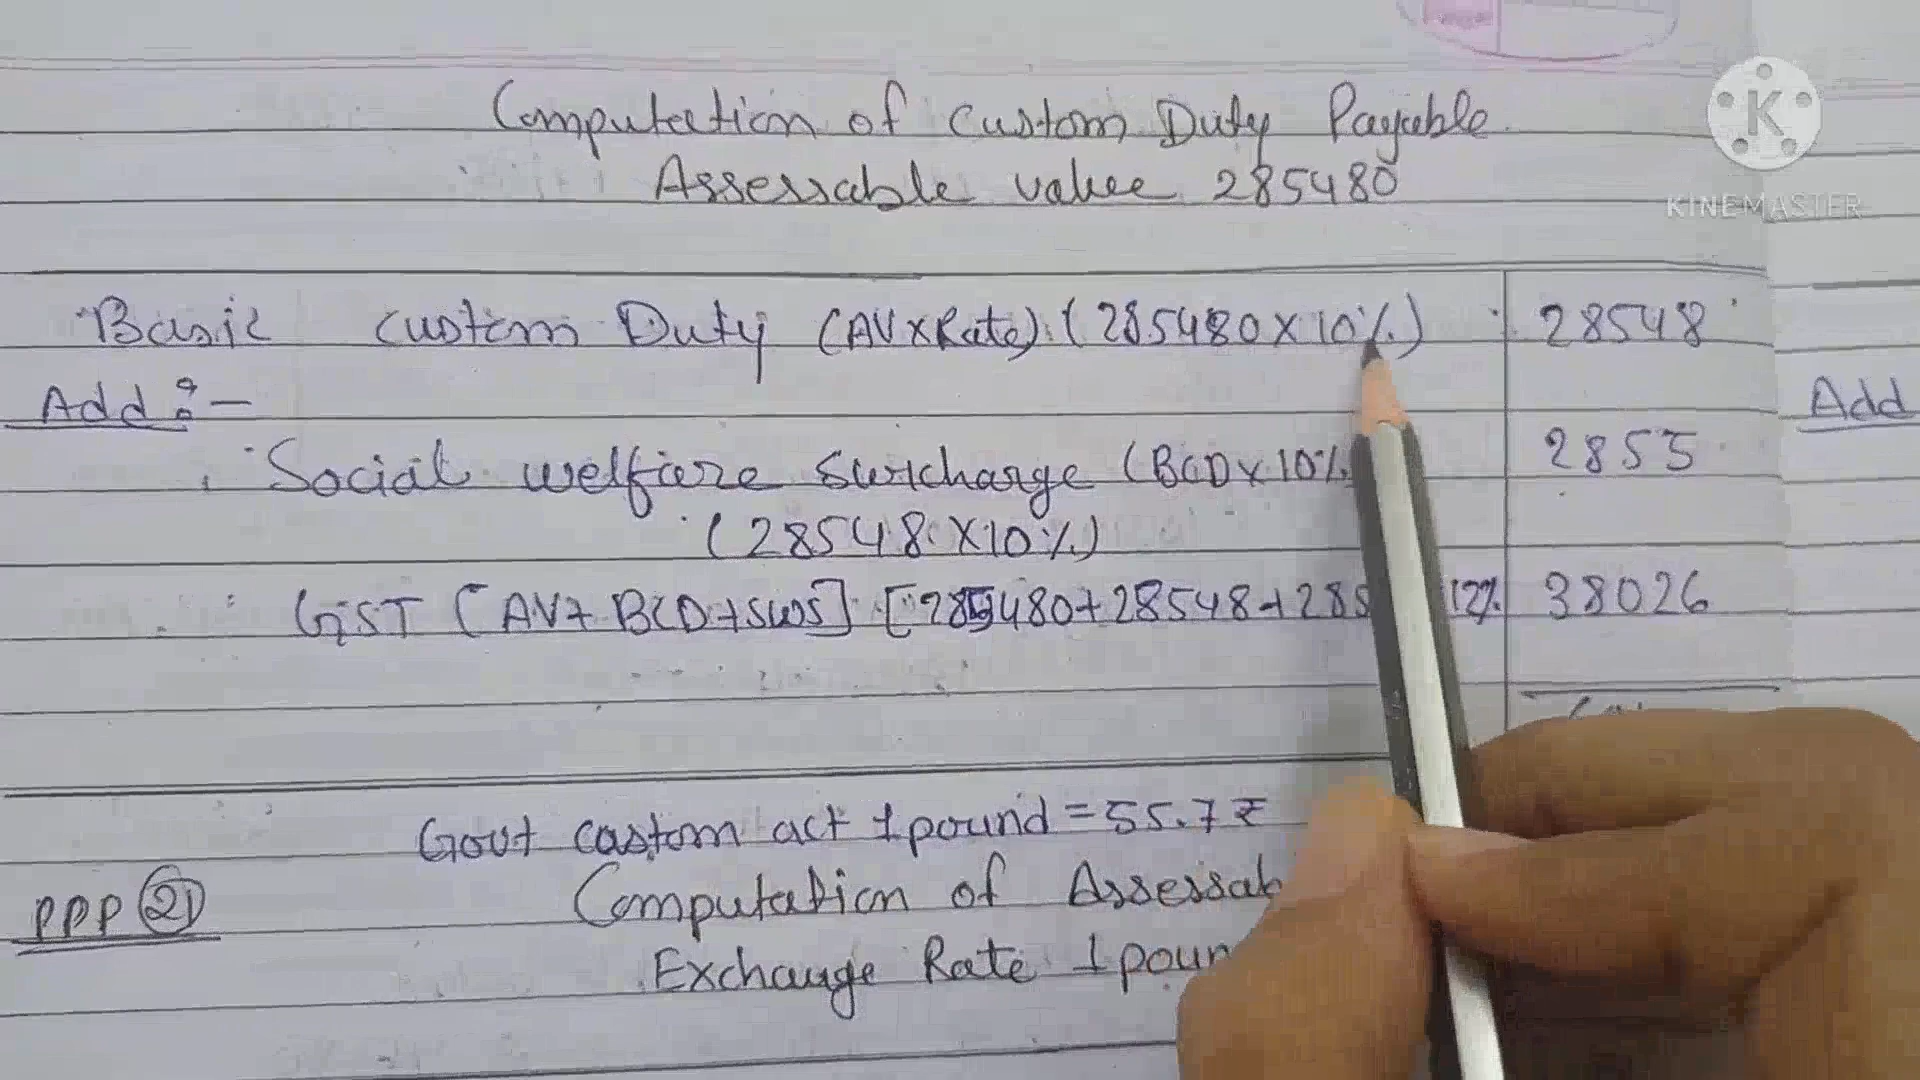 Computation of Custom Duty Payable
Assessable value 285480
K
KINEMASTER
Basic Custom Duty (AV×Rate) (285480×10%) 28548
Add :-
Add
Social welfare Surcharge (BCD×10% 2855
(28548×10%)
GST [AV+BCD+SWS] [285480+28548+285 12% 38026
Govt custom act 1 pound = 55.7 ₹
PPP 21
Computation of Assessab
Exchange Rate 1 poun